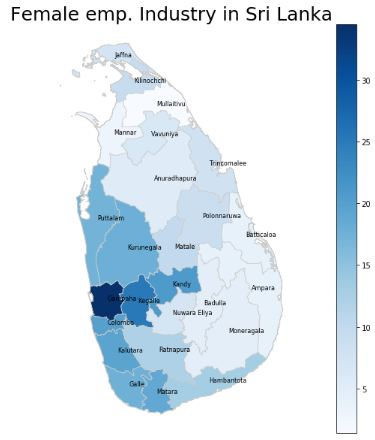 Female emp. Industry in Sri Lanka
Jaffna
Kilinochchi
Mullaitivu
Mannar
Vavuniya
Trincomalee
Anuradhapura
Polonnaruwa
Puttalam
Batticaloa
Kurunegala
Matale
Kandy
Ampara
Gampaha
Kegalle
Badulla
Nuwara Eliya
Colombo
Moneragala
Kalutara
Ratnapura
Hambantota
Galle
Matara
30
25
20
15
10
5